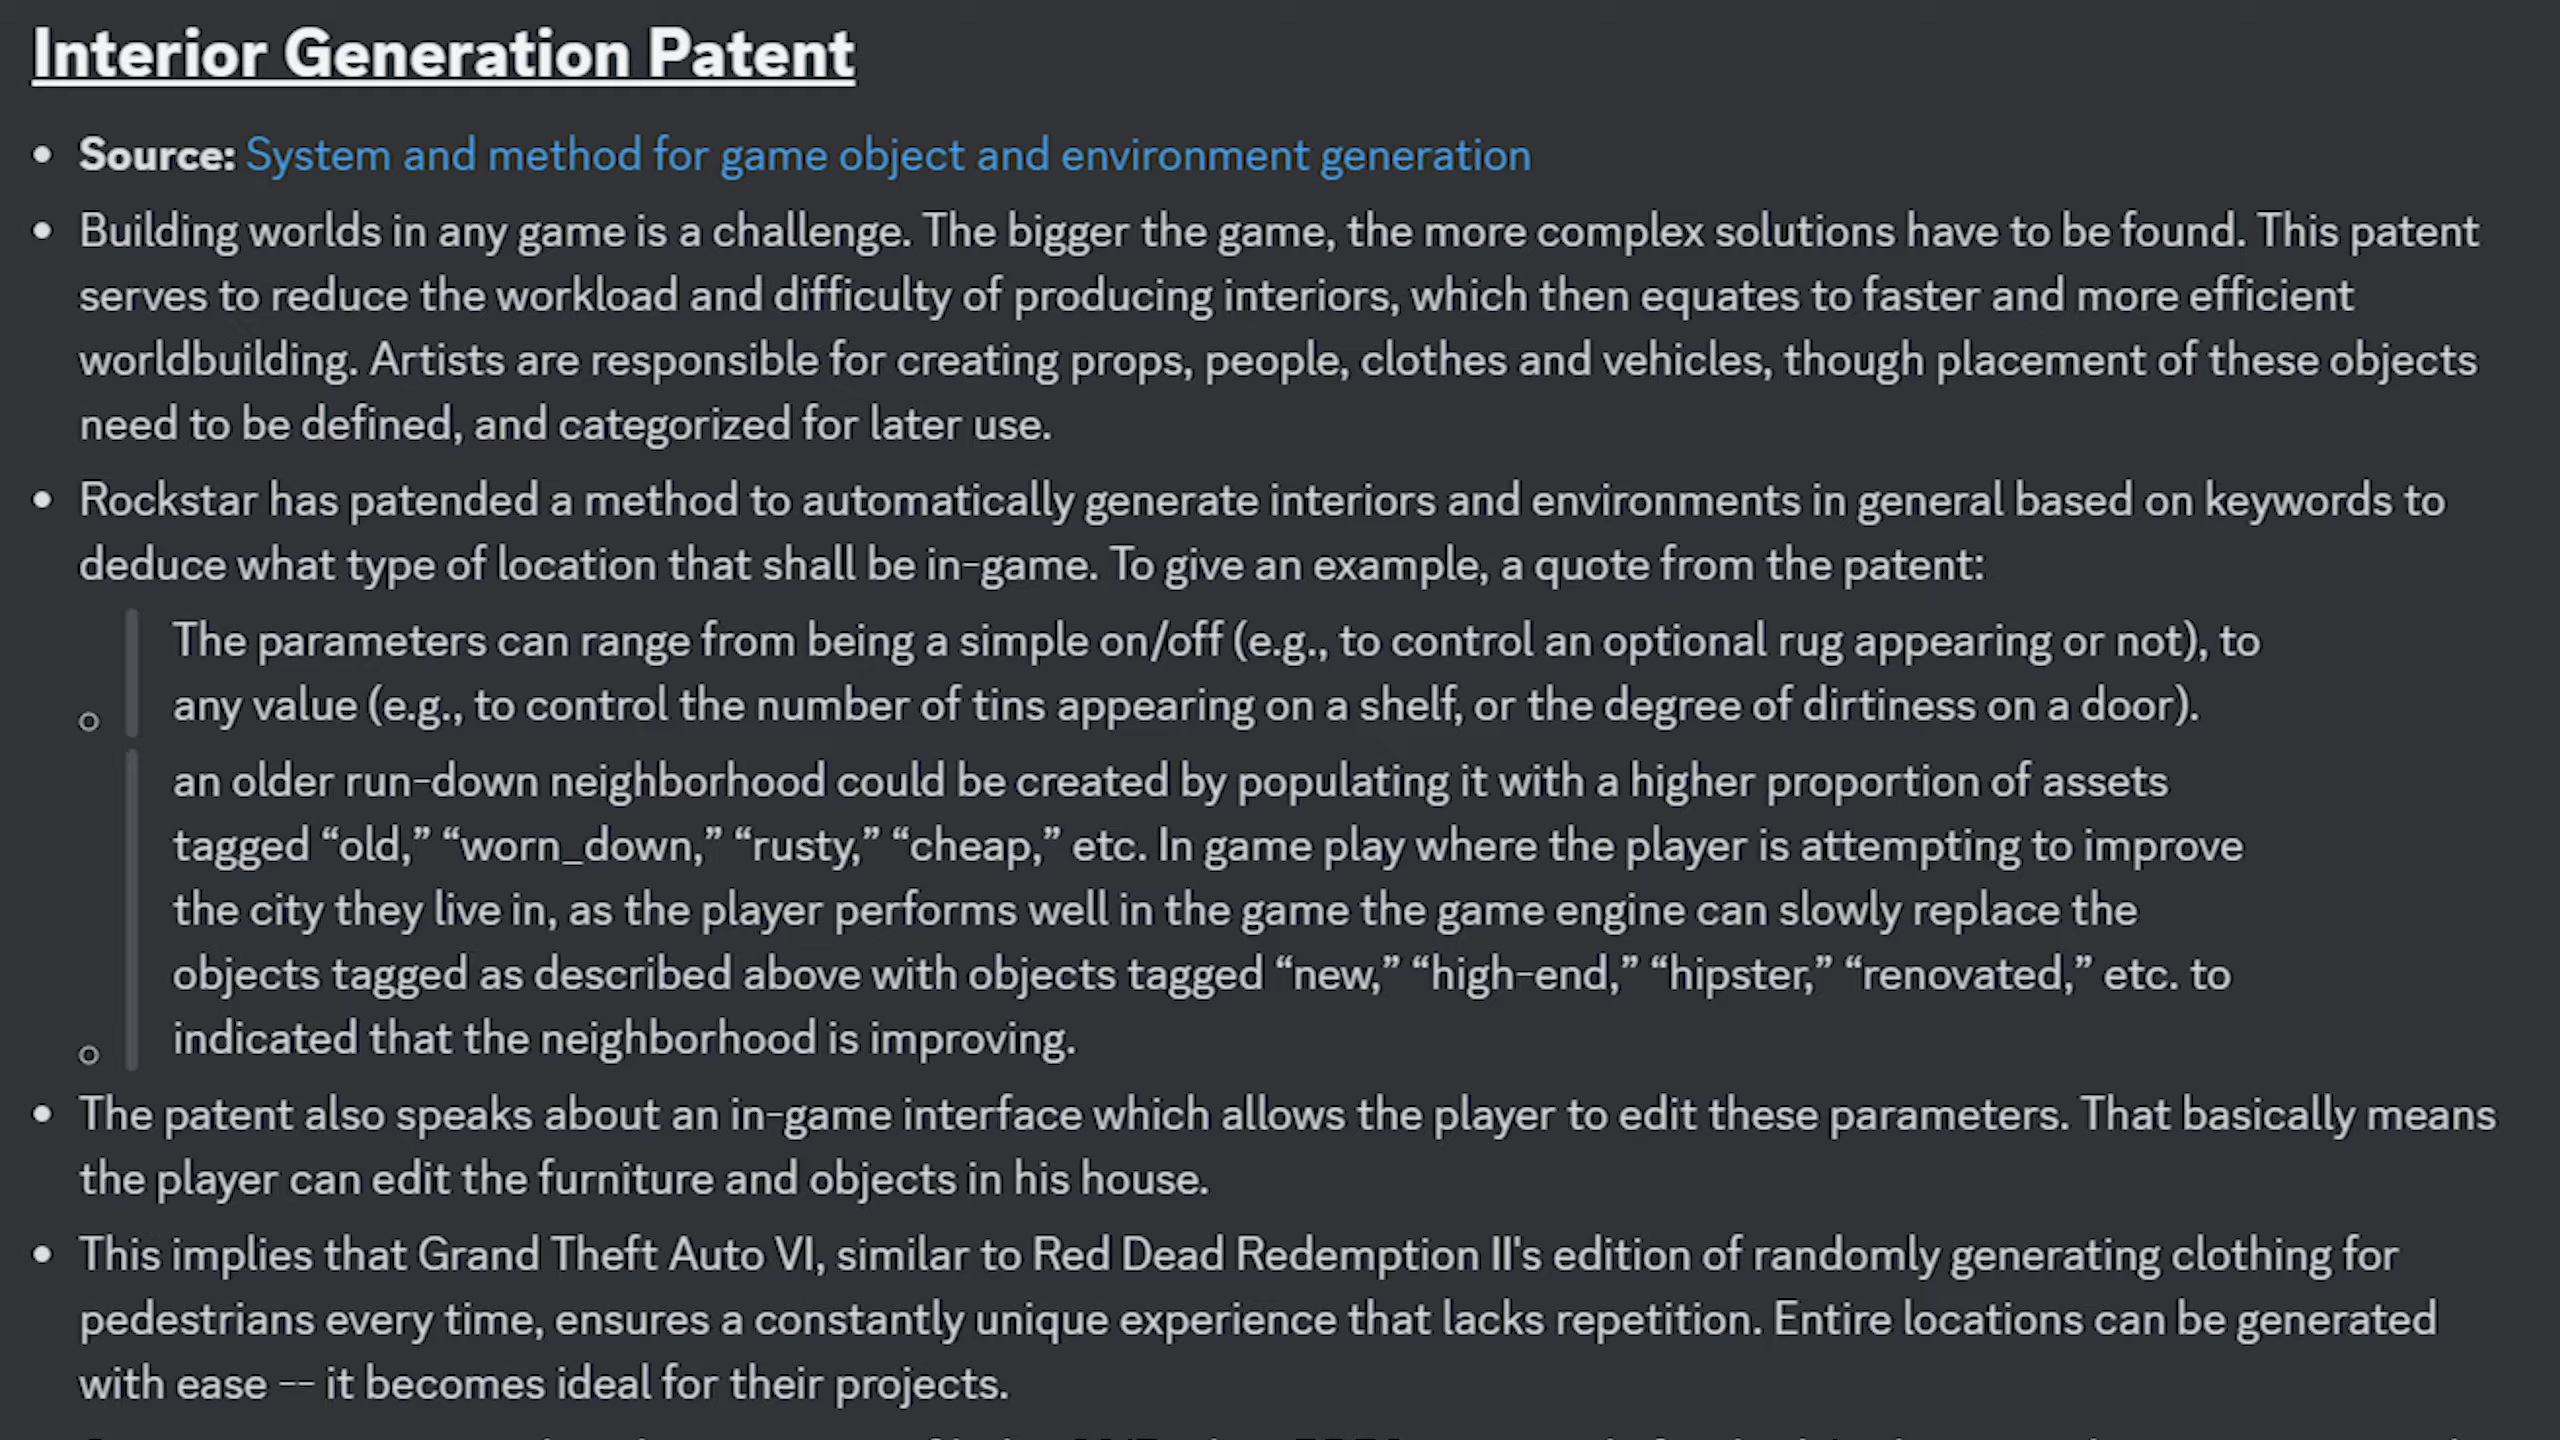 Interior Generation Patent
• Source: System and method for game object and environment generation
• Building worlds in any game is a challenge. The bigger the game, the more complex solutions have to be found. This patent
serves to reduce the workload and difficulty of producing interiors, which then equates to faster and more efficient
worldbuilding. Artists are responsible for creating props, people, clothes and vehicles, though placement of these objects
need to be defined, and categorized for later use.
• Rockstar has patended a method to automatically generate interiors and environments in general based on keywords to
deduce what type of location that shall be in-game. To give an example, a quote from the patent:
The parameters can range from being a simple on/off (e.g., to control an optional rug appearing or not), to
any value (e.g., to control the number of tins appearing on a shelf, or the degree of dirtiness on a door).
an older run-down neighborhood could be created by populating it with a higher proportion of assets
tagged “old,” “worn_down,” “rusty,” “cheap,” etc. In game play where the player is attempting to improve
the city they live in, as the player performs well in the game the game engine can slowly replace the
objects tagged as described above with objects tagged “new,” “high-end,” “hipster,” “renovated,” etc. to
indicated that the neighborhood is improving.
• The patent also speaks about an in-game interface which allows the player to edit these parameters. That basically means
the player can edit the furniture and objects in his house.
• This implies that Grand Theft Auto VI, similar to Red Dead Redemption II's edition of randomly generating clothing for
pedestrians every time, ensures a constantly unique experience that lacks repetition. Entire locations can be generated
with ease -- it becomes ideal for their projects.